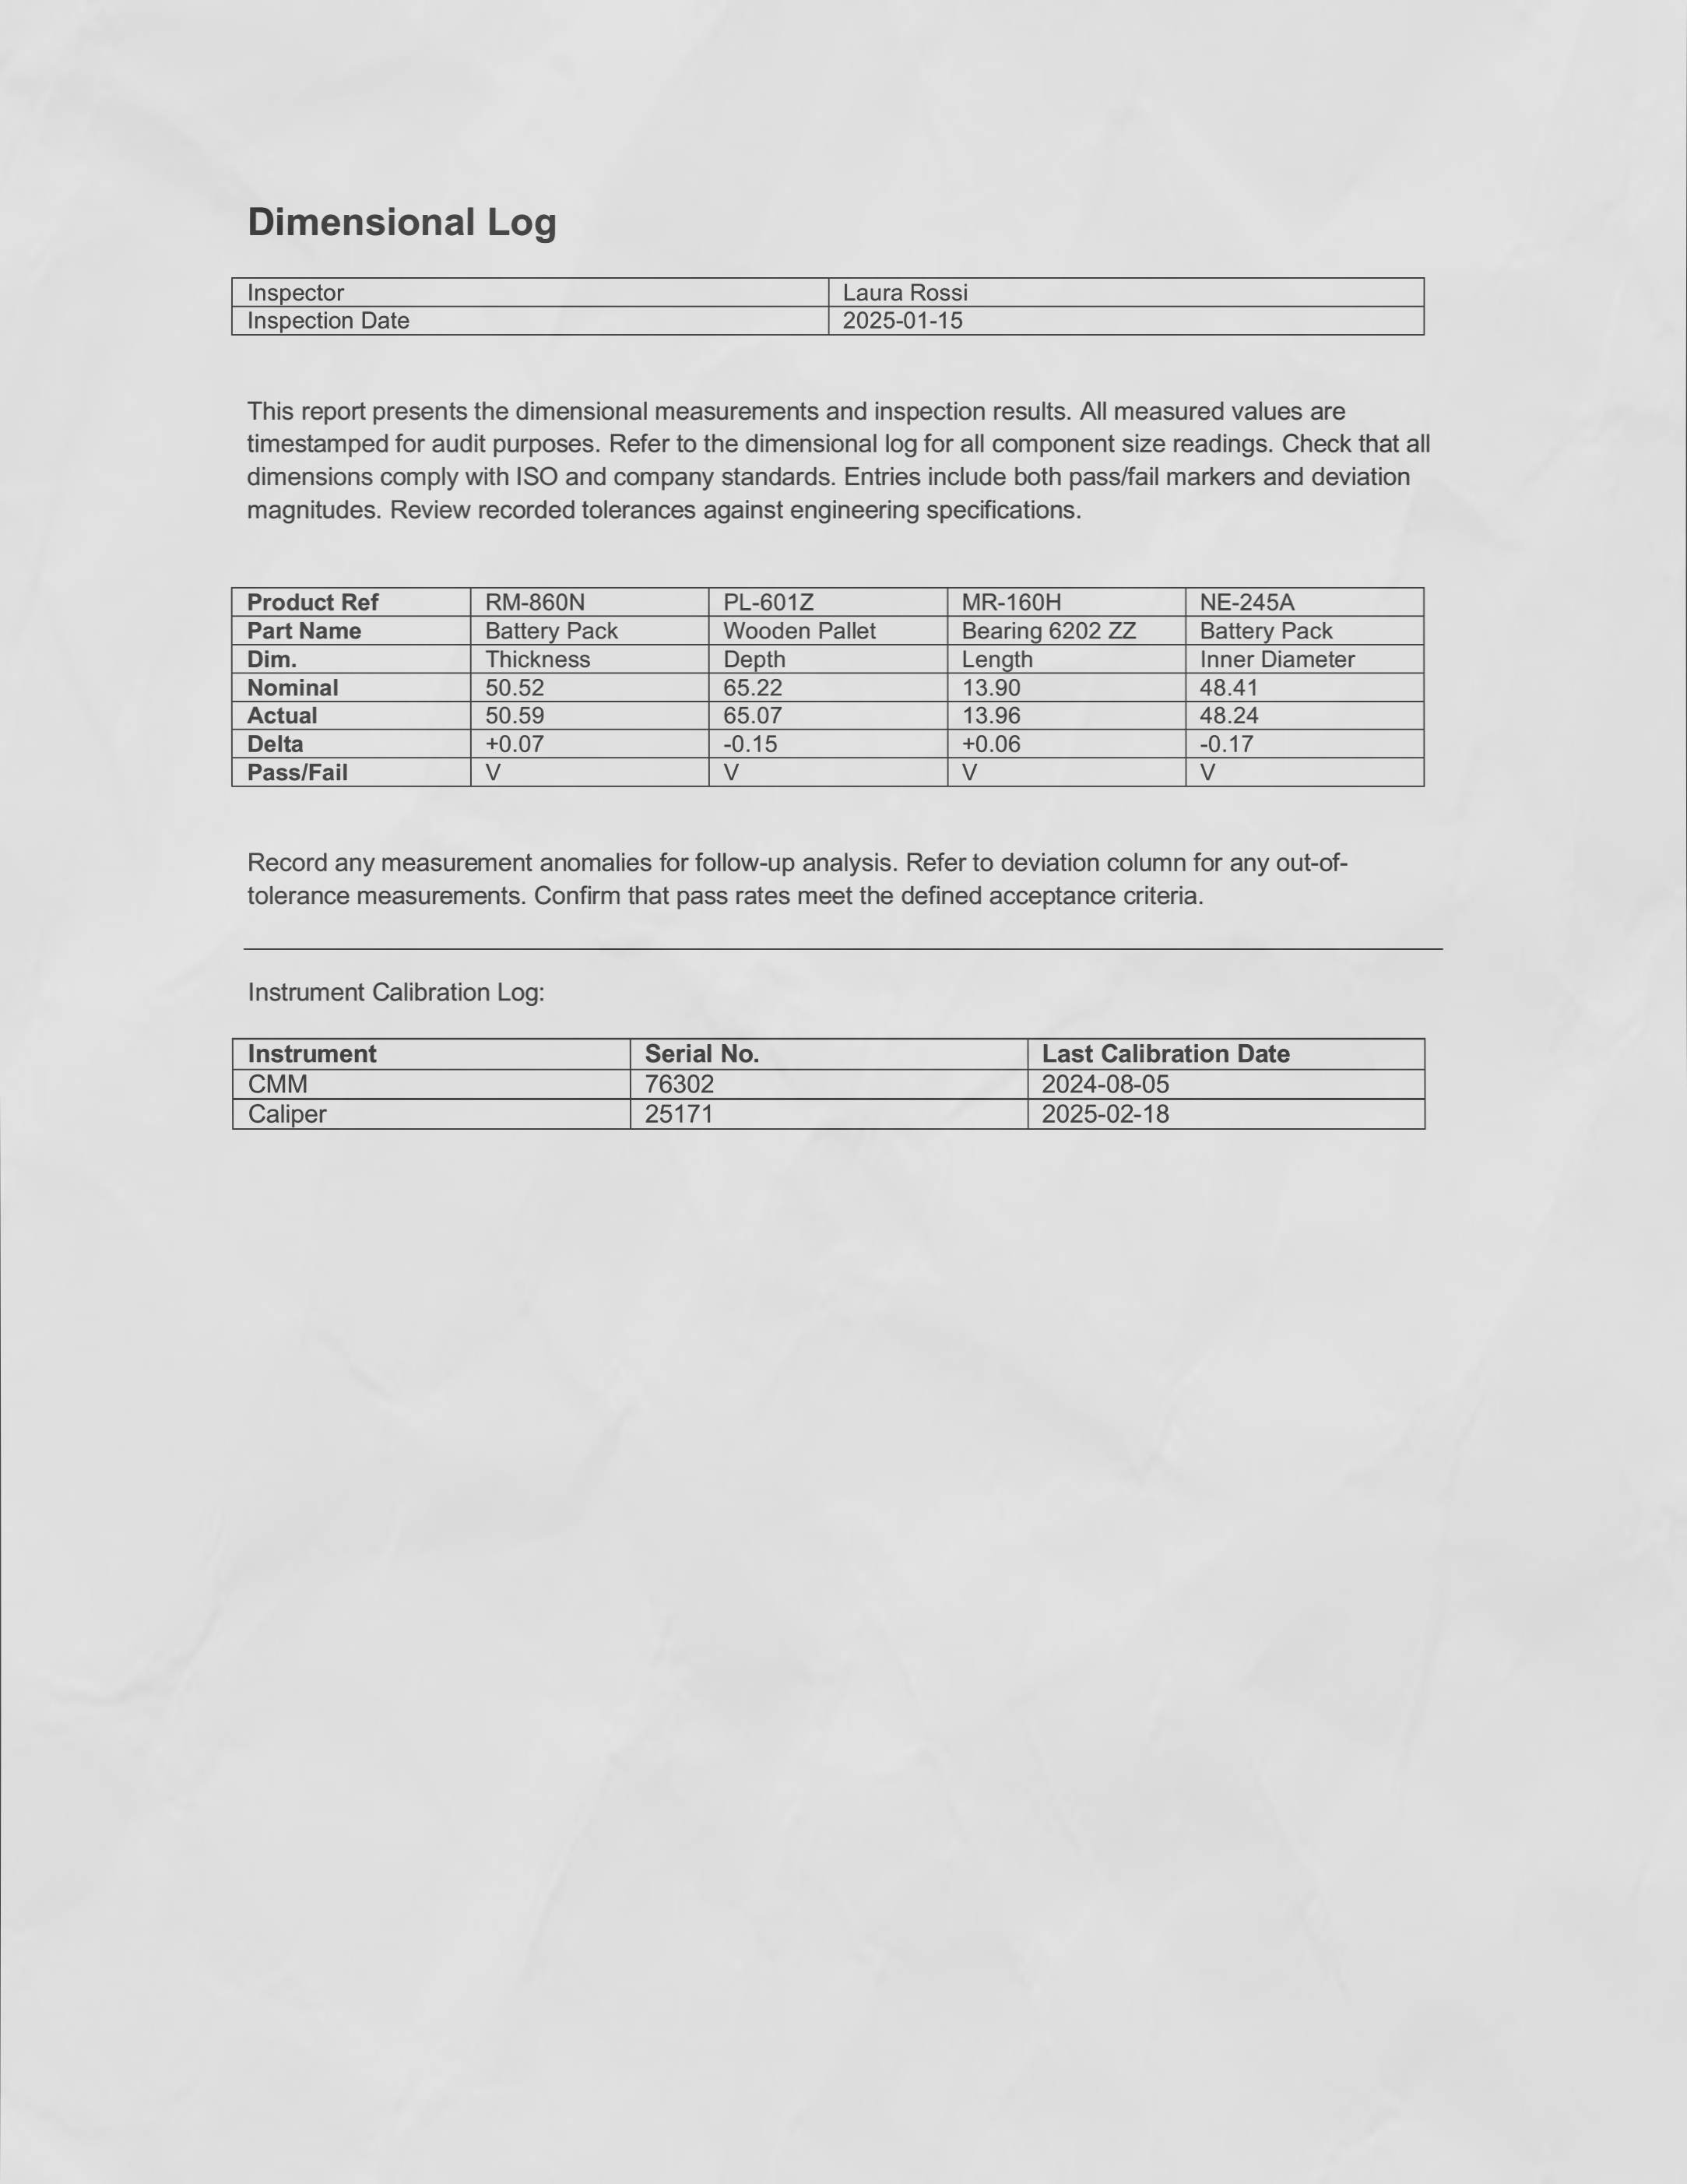 Dimensional Log
Inspector Laura Rossi
Inspection Date 2025-01-15
This report presents the dimensional measurements and inspection results. All measured values are
timestamped for audit purposes. Refer to the dimensional log for all component size readings. Check that all
dimensions comply with ISO and company standards. Entries include both pass/fail markers and deviation
magnitudes. Review recorded tolerances against engineering specifications.
Product Ref RM-860N PL-601Z MR-160H NE-245A
Part Name Battery Pack Wooden Pallet Bearing 6202 ZZ Battery Pack
Dim. Thickness Depth Length Inner Diameter
Nominal 50.52 65.22 13.90 48.41
Actual 50.59 65.07 13.96 48.24
Delta +0.07 -0.15 +0.06 -0.17
Pass/Fail V V V V
Record any measurement anomalies for follow-up analysis. Refer to deviation column for any out-of-
tolerance measurements. Confirm that pass rates meet the defined acceptance criteria.
Instrument Calibration Log:
Instrument Serial No. Last Calibration Date
CMM 76302 2024-08-05
Caliper 25171 2025-02-18